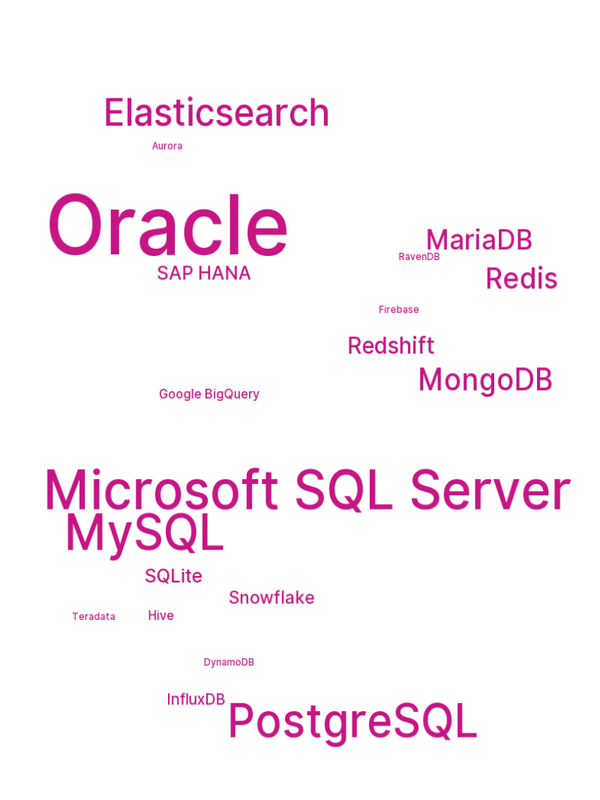 Elasticsearch
Aurora
Oracle
MariaDB
RavenDB
SAP HANA
Redis
Firebase
Redshift
MongoDB
Google BigQuery
Microsoft SQL Server
MySQL
SQLite
Snowflake
Teradata
Hive
DynamoDB
InfluxDB
PostgreSQL